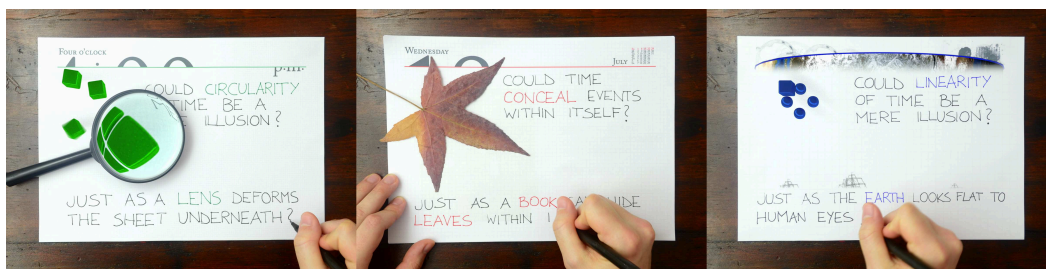 FOUR O'CLOCK
p.m.
COULD CIRCULARITY
TIME BE A
ILLUSION?
JUST AS A LENS DEFORMS
THE SHEET UNDERNEATH?
WEDNESDAY
JULY
COULD TIME
CONCEAL EVENTS
WITHIN ITSELF?
JUST AS A BOOK
LEAVES WITHIN
COULD LINEARITY
OF TIME BE A
MERE ILLUSION?
JUST AS THE EARTH LOOKS FLAT TO
HUMAN EYES